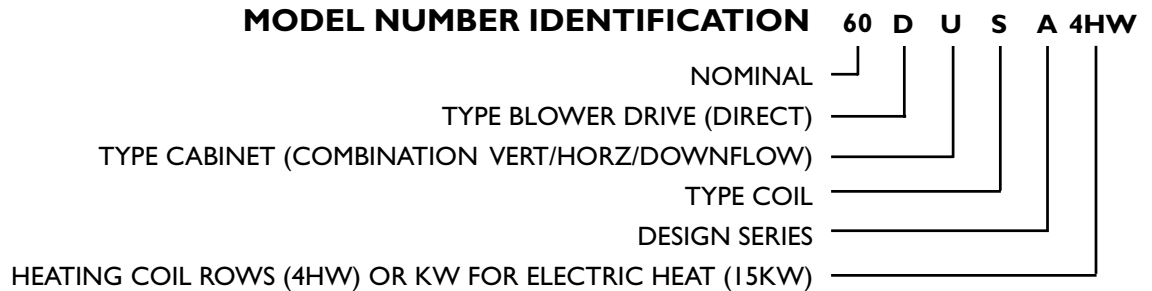 MODEL NUMBER IDENTIFICATION 60 D U S A 4HW
NOMINAL
TYPE BLOWER DRIVE (DIRECT)
TYPE CABINET (COMBINATION VERT/HORZ/DOWNFLOW)
TYPE COIL
DESIGN SERIES
HEATING COIL ROWS (4HW) OR KW FOR ELECTRIC HEAT (15KW)